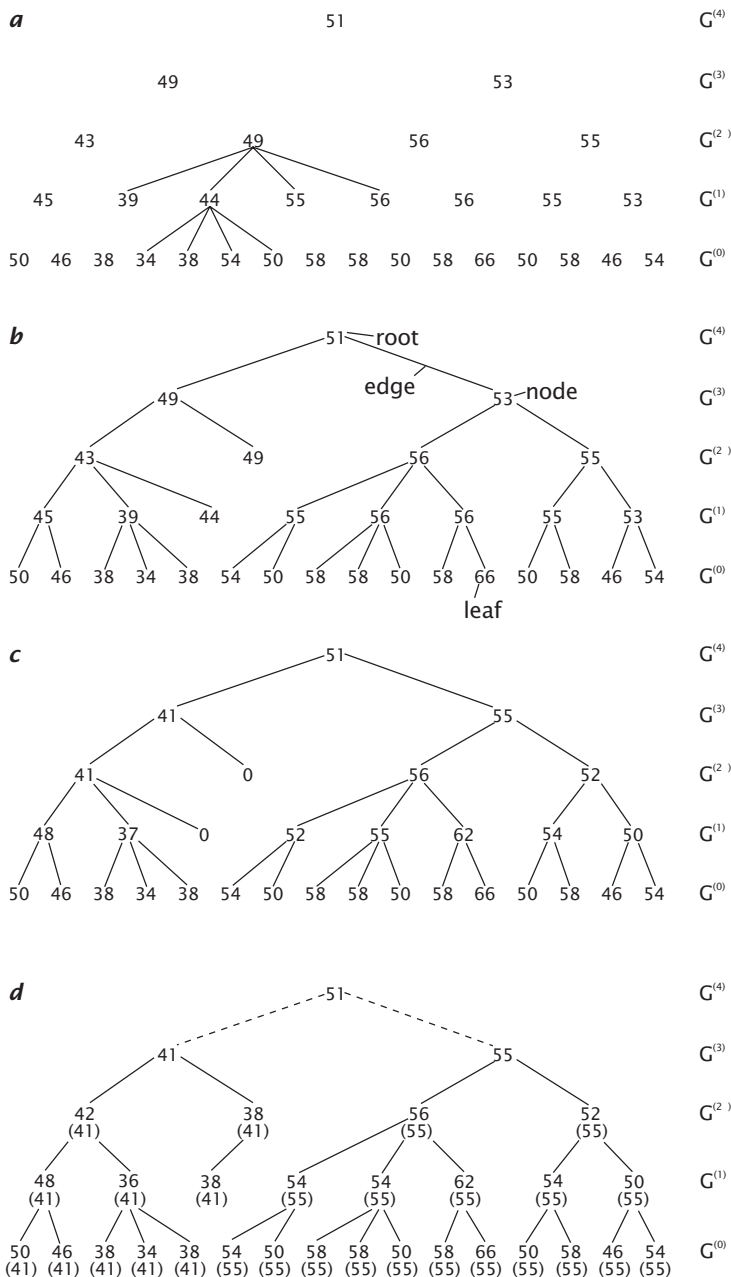 a 51 G(4)
49 53 G(3)
43 49 56 55 G(2 )
45 39 44 55 56 56 55 53 G(1)
50 46 38 34 38 54 50 58 58 50 58 66 50 58 46 54 G(0)
b 51 root G(4)
edge
49 53 node G(3)
43 49 56 55 G(2 )
45 39 44 55 56 56 55 53 G(1)
50 46 38 34 38 54 50 58 58 50 58 66 50 58 46 54 G(0)
leaf
c 51 G(4)
41 55 G(3)
41 0 56 52 G(2 )
48 37 0 52 55 62 54 50 G(1)
50 46 38 34 38 54 50 58 58 50 58 66 50 58 46 54 G(0)
d 51 G(4)
41 55 G(3)
42 38 56 52 G(2 )
(41) (41) (55) (55)
48 36 38 54 54 62 54 50 G(1)
(41) (41) (41) (55) (55) (55) (55) (55)
50 46 38 34 38 54 50 58 58 50 58 66 50 58 46 54 G(0)
(41) (41) (41) (41) (41) (55) (55) (55) (55) (55) (55) (55) (55) (55) (55) (55)